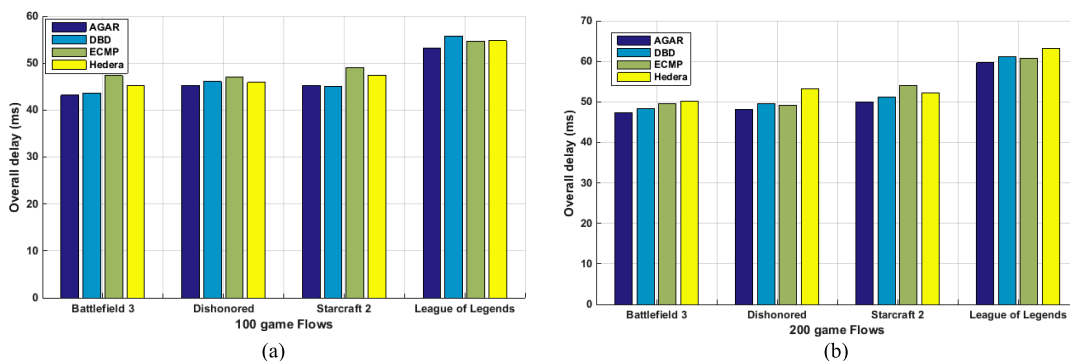 60
50
40
30
20
10
0
Overall delay (ms)
AGAR
DBD
ECMP
Hedera
Battlefield 3
Dishonored
Starcraft 2
League of Legends
100 game Flows
(a)
70
60
50
40
30
20
10
0
Overall delay (ms)
AGAR
DBD
ECMP
Hedera
Battlefield 3
Dishonored
Starcraft 2
League of Legends
200 game Flows
(b)